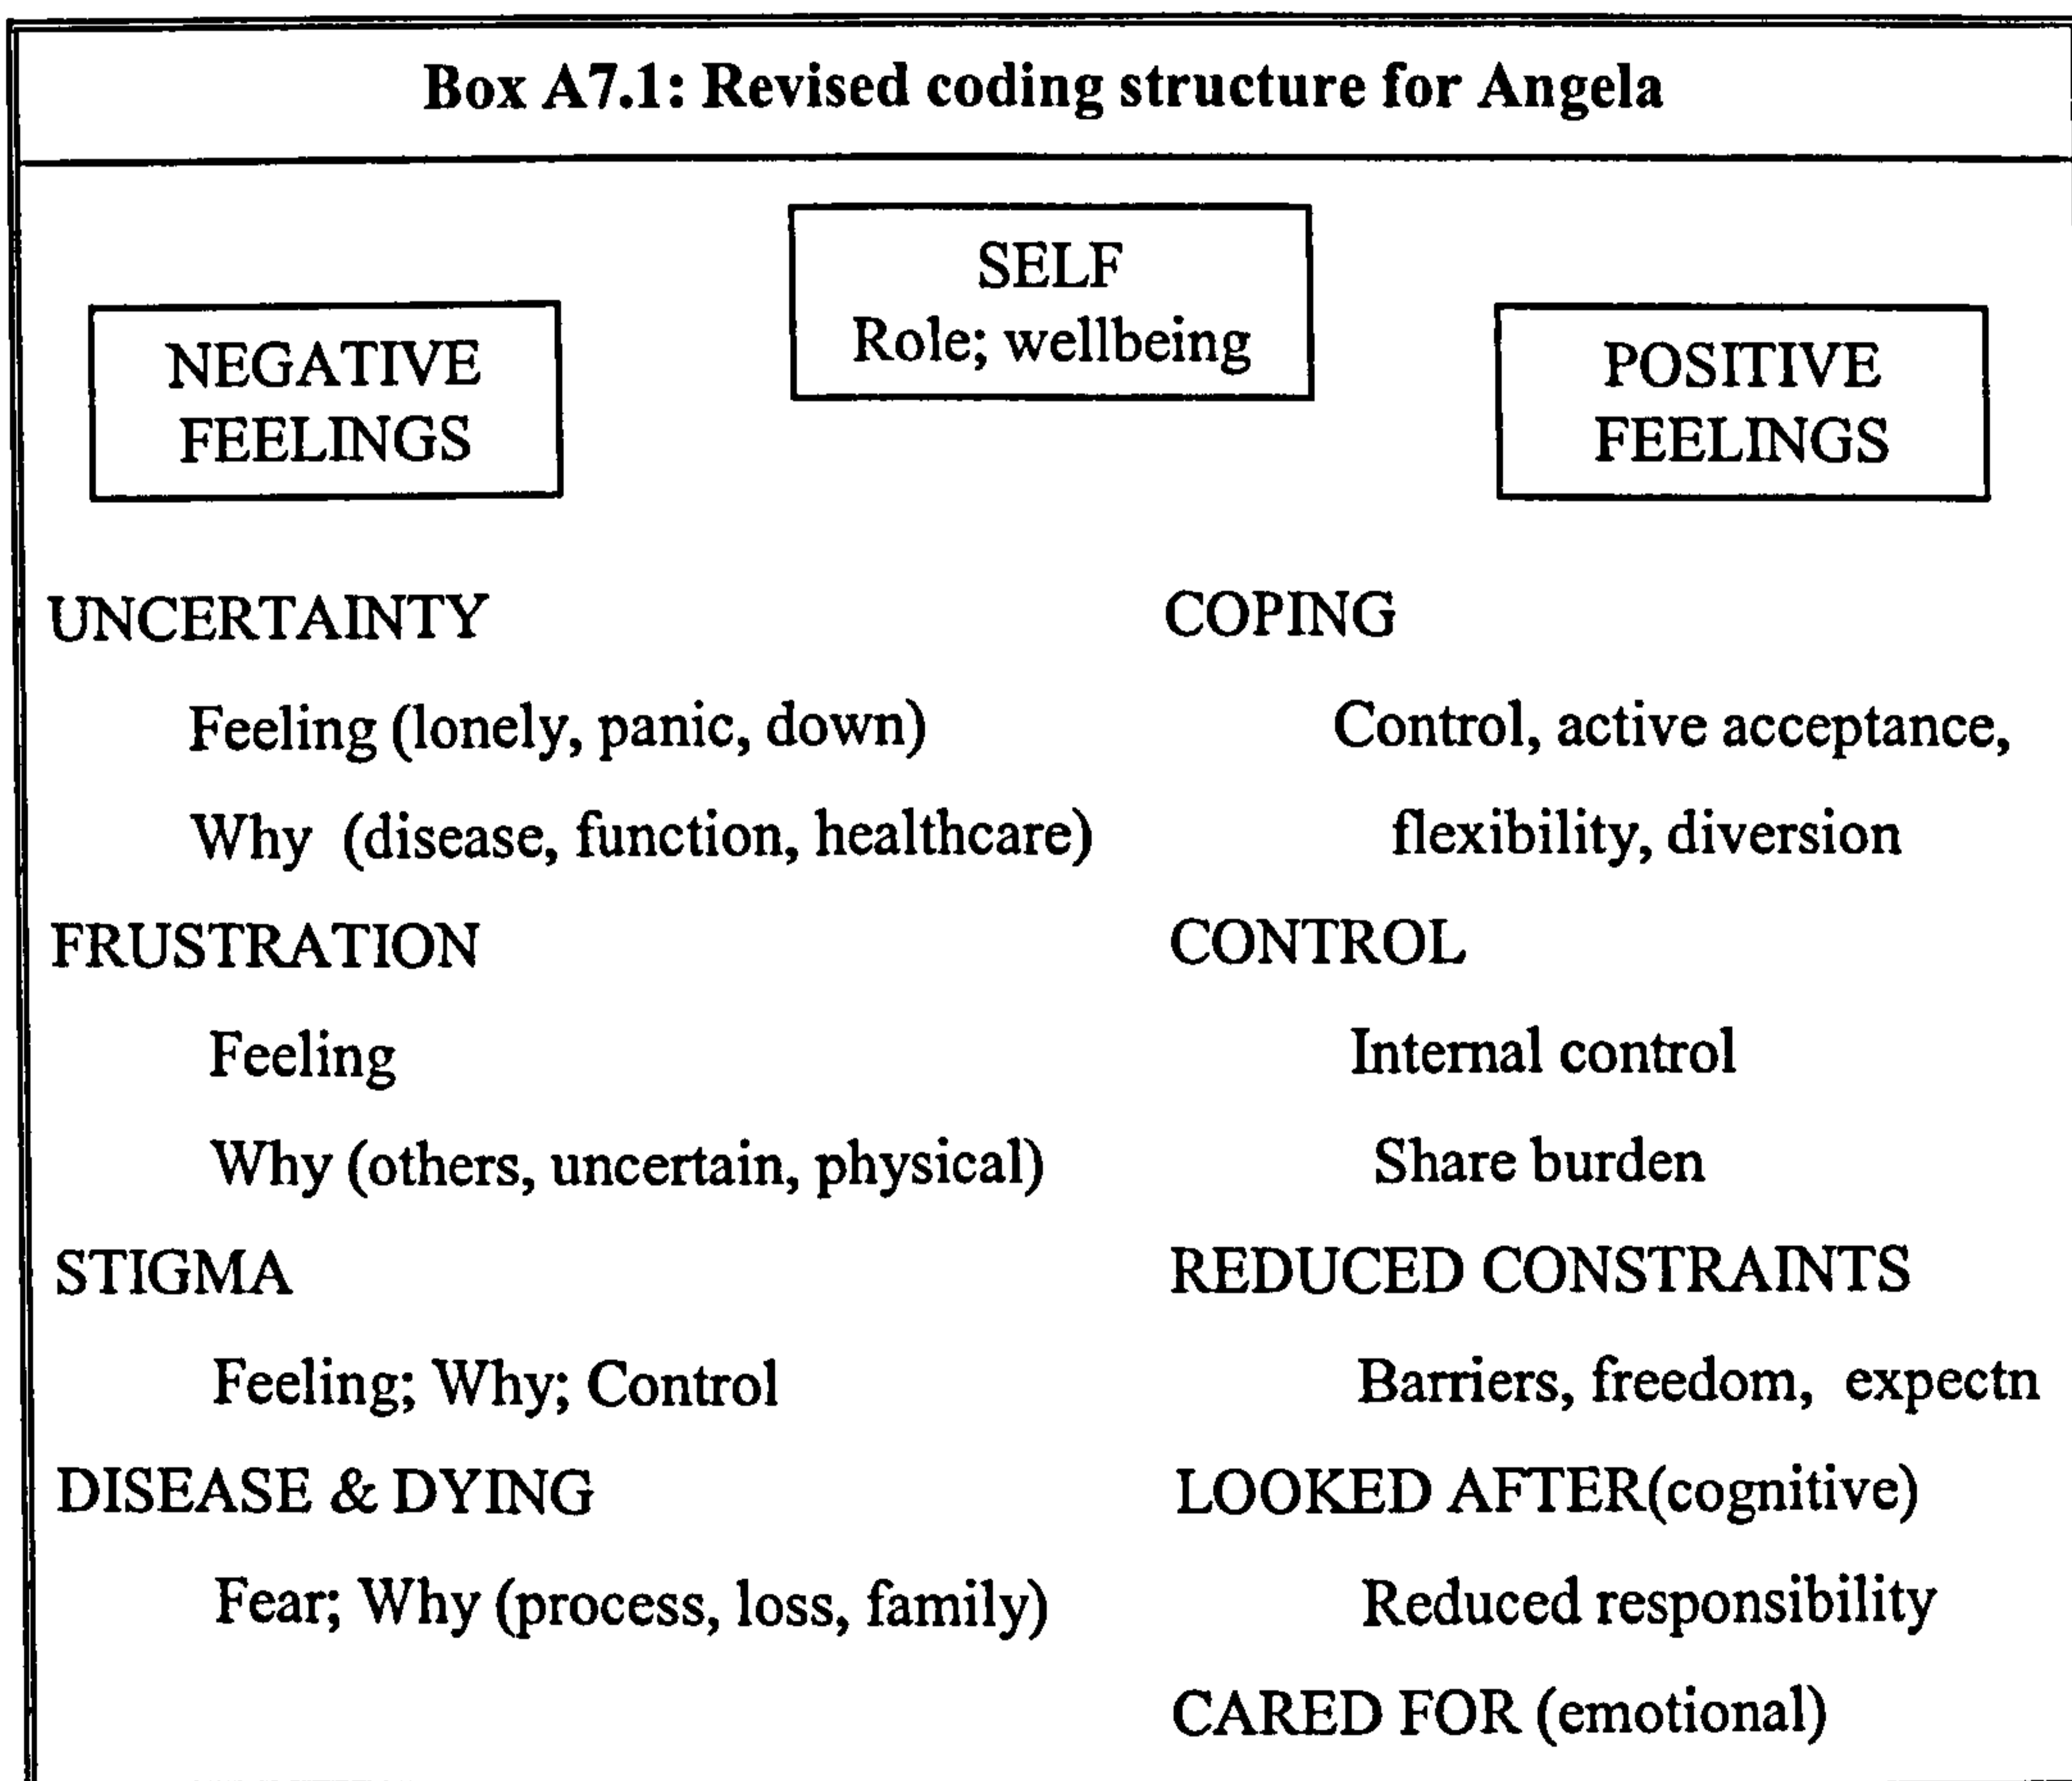 Box A7.1: Revised coding structure for Angela
SELF
Role; wellbeing
NEGATIVE
FEELINGS
POSITIVE
FEELINGS
UNCERTAINTY
Feeling (lonely, panic, down)
Why (disease, function, healthcare)
FRUSTRATION
Feeling
Why (others, uncertain, physical)
STIGMA
Feeling; Why; Control
DISEASE & DYING
Fear; Why (process, loss, family)
COPING
Control, active acceptance,
flexibility, diversion
CONTROL
Internal control
Share burden
REDUCED CONSTRAINTS
Barriers, freedom, expectn
LOOKED AFTER(cognitive)
Reduced responsibility
CARED FOR (emotional)